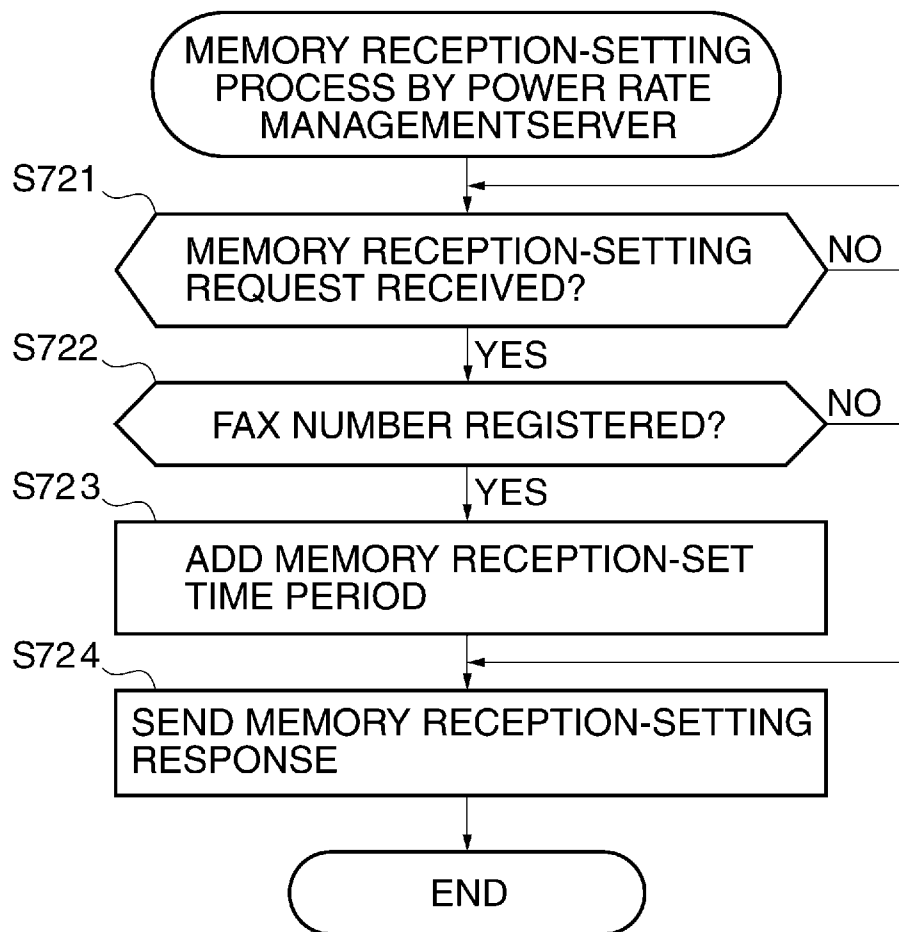 MEMORY RECEPTION-SETTING
PROCESS BY POWER RATE
MANAGEMENTSERVER
S721
MEMORY RECEPTION-SETTING
REQUEST RECEIVED?
NO
YES
S722
FAX NUMBER REGISTERED?
NO
YES
S723
ADD MEMORY RECEPTION-SET
TIME PERIOD
S724
SEND MEMORY RECEPTION-SETTING
RESPONSE
END